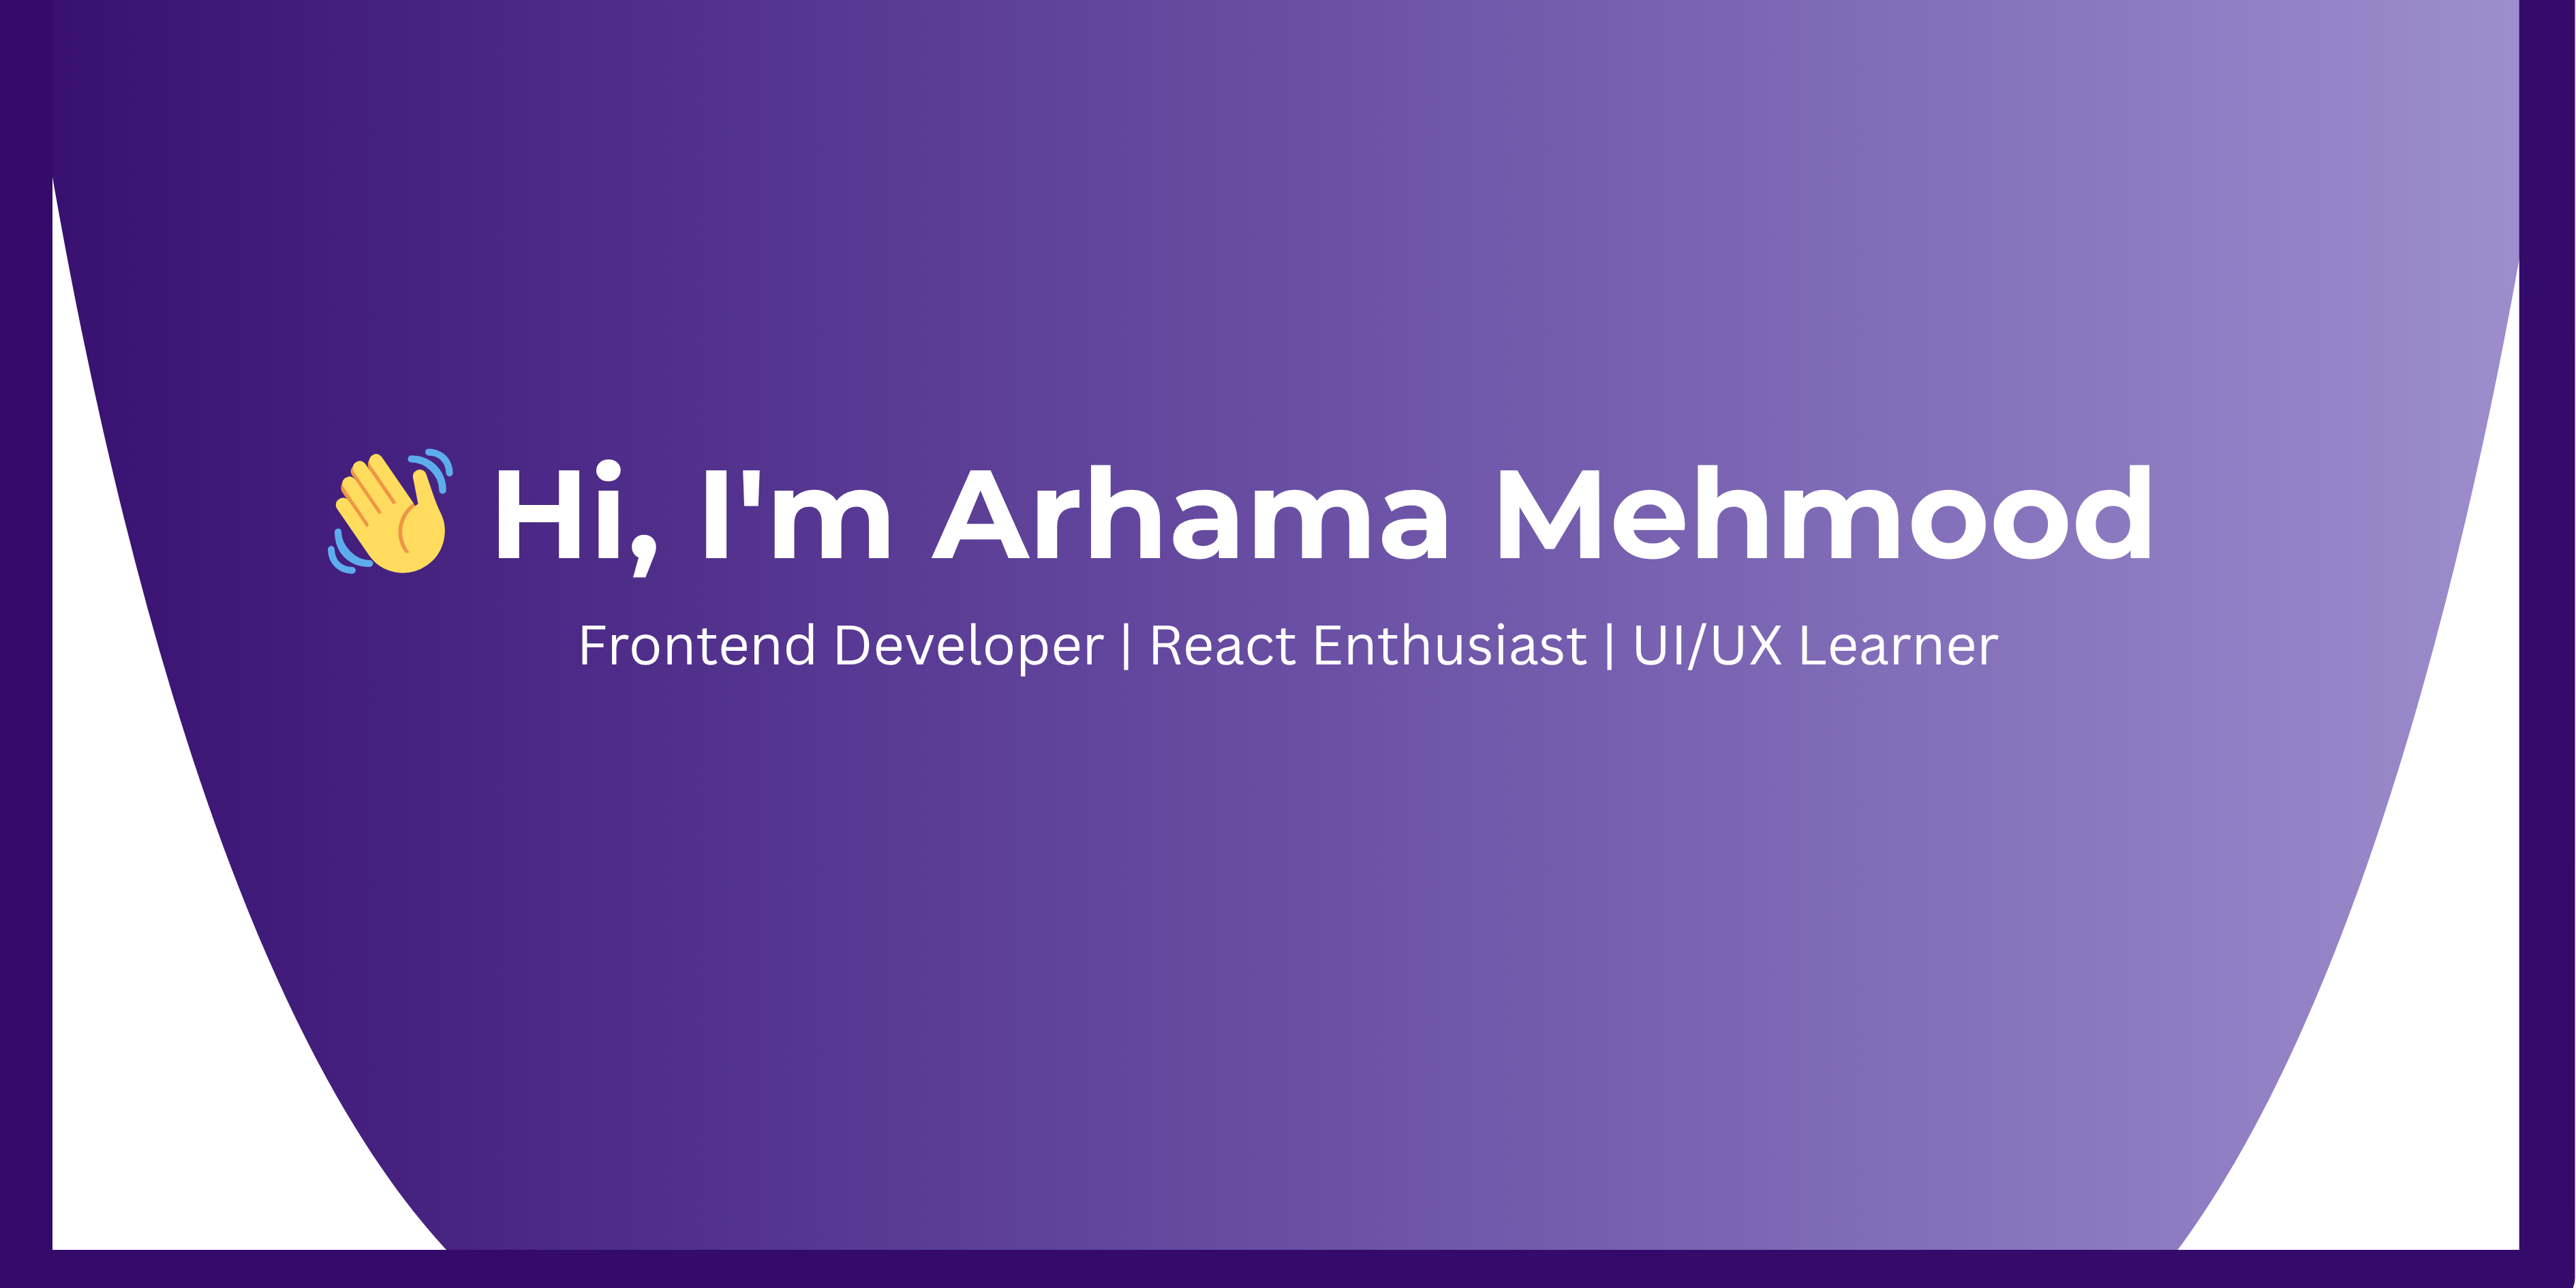 👋 Hi, I'm Arhama Mehmood
Frontend Developer | React Enthusiast | UI/UX Learner